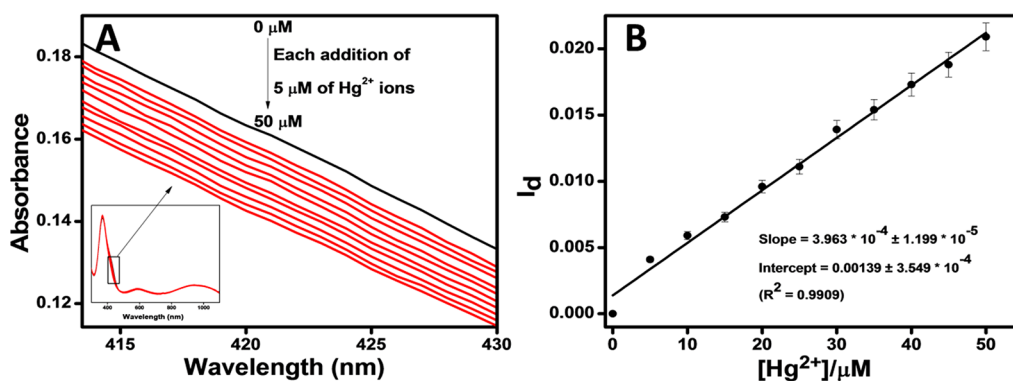 A
0 μM
Each addition of
5 μM of Hg²⁺ ions
50 μM
0.18
0.16
0.14
0.12
Absorbance
415
420
425
430
Wavelength (nm)
400
800
1000
Wavelength (nm)
B
0.020
0.015
0.010
0.005
0.000
I_d
Slope = 3.963 * 10⁻⁴ ± 1.199 * 10⁻⁵
Intercept = 0.00139 ± 3.549 * 10⁻⁴
(R² = 0.9909)
0
10
20
30
40
50
[Hg²⁺]/μM